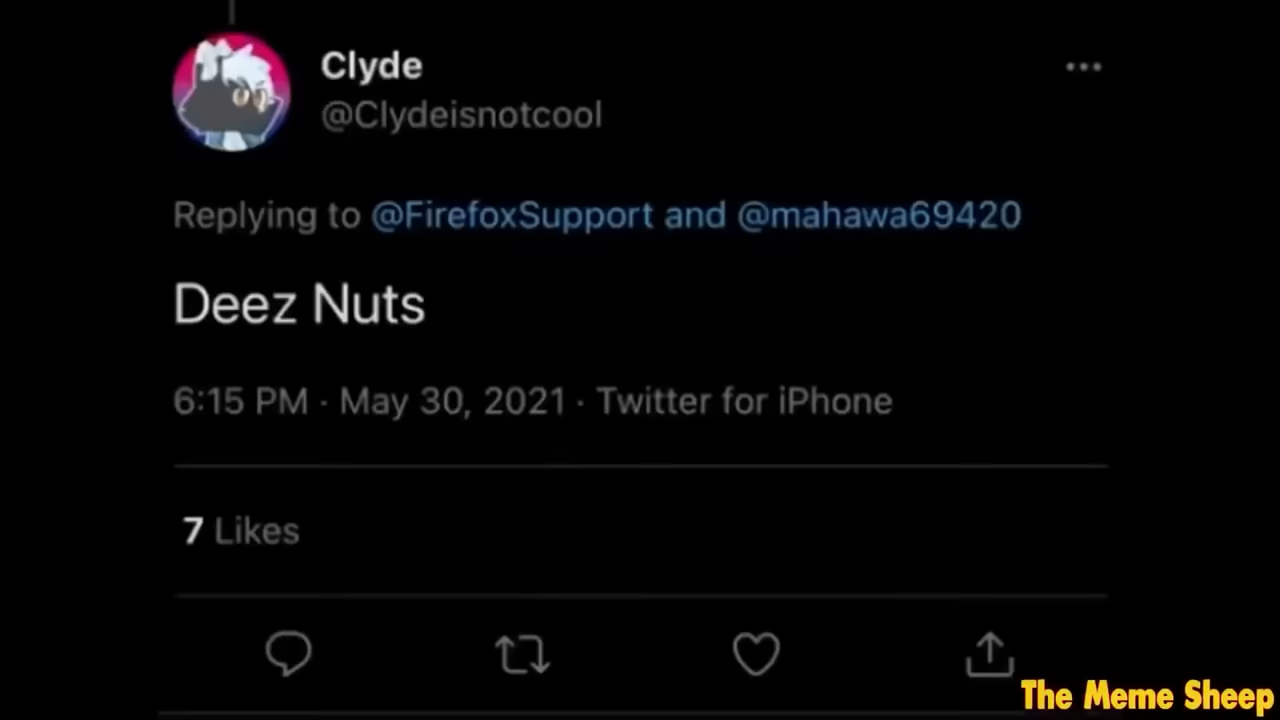 Clyde
@Clydeisnotcool
Replying to @FirefoxSupport and @mahawa69420
Deez Nuts
6:15 PM · May 30, 2021 · Twitter for iPhone
7 Likes
The Meme Sheep